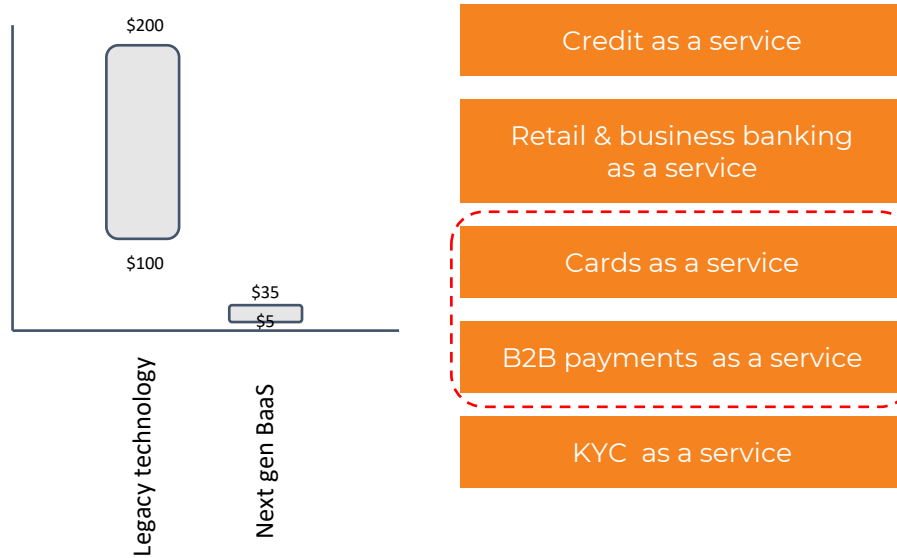 $200
$100
$35
$5
Legacy technology
Next gen BaaS
Credit as a service
Retail & business banking
as a service
Cards as a service
B2B payments  as a service
KYC  as a service